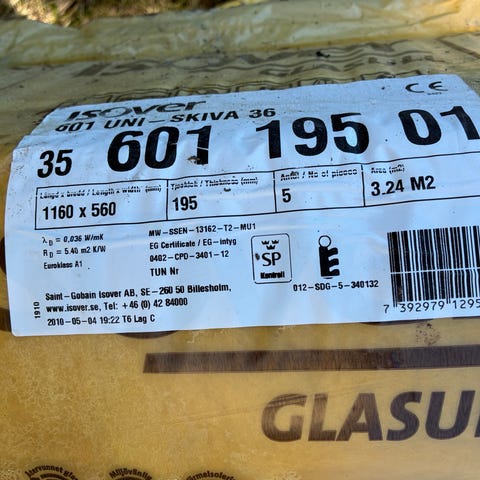 isover
601 UNI-SKIVA 36
35 601 195 01
CE
Längd x bredd / Length x width (mm)
1160 x 560
Tjocklek / Thickness (mm)
195
Antal / No of pieces
5
Area (m2)
3.24 M2
λD = 0,036 W/mK
RD = 5.40 m2 K/W
Euroklass A1
MW-SSEN-13162-T2-MU1
EG Certificate / EG-intyg
0402-CPD-3401-12
TUN Nr
SP
Kontroll
012-SDG-5-340132
7 392979 1295
1910
Saint-Gobain Isover AB, SE-260 50 Billesholm,
www.isover.se, Tel: +46 (0) 42 84000
2010-05-04 19:22 T6 Lag C
GLASU
Återvunnet glas
Miljövänlig